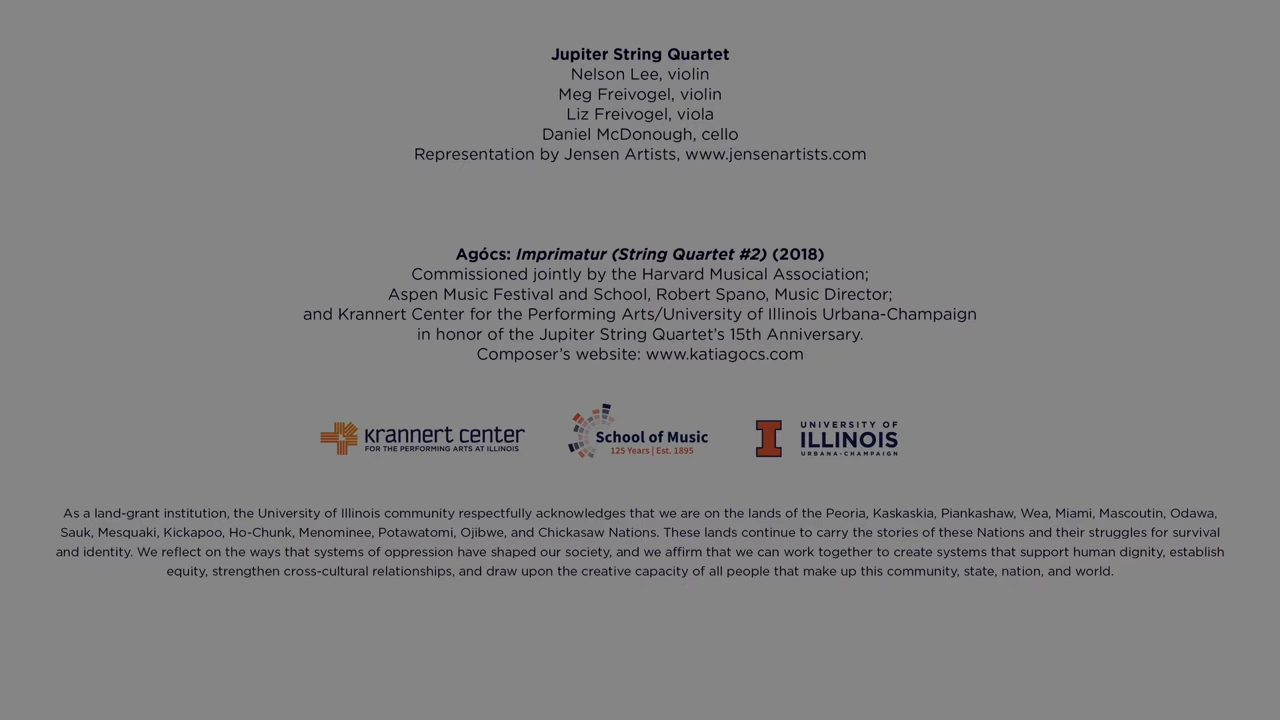 Jupiter String Quartet
Nelson Lee, violin
Meg Freivogel, violin
Liz Freivogel, viola
Daniel McDonough, cello
Representation by Jensen Artists, www.jensenartists.com
Agócs: Imprimatur (String Quartet #2) (2018)
Commissioned jointly by the Harvard Musical Association;
Aspen Music Festival and School, Robert Spano, Music Director;
and Krannert Center for the Performing Arts/University of Illinois Urbana-Champaign
in honor of the Jupiter String Quartet’s 15th Anniversary.
Composer’s website: www.katiagocs.com
krannert center
FOR THE PERFORMING ARTS AT ILLINOIS
School of Music
125 Years | Est. 1895
I
UNIVERSITY OF
ILLINOIS
URBANA-CHAMPAIGN
As a land-grant institution, the University of Illinois community respectfully acknowledges that we are on the lands of the Peoria, Kaskaskia, Piankashaw, Wea, Miami, Mascoutin, Odawa,
Sauk, Mesquaki, Kickapoo, Ho-Chunk, Menominee, Potawatomi, Ojibwe, and Chickasaw Nations. These lands continue to carry the stories of these Nations and their struggles for survival
and identity. We reflect on the ways that systems of oppression have shaped our society, and we affirm that we can work together to create systems that support human dignity, establish
equity, strengthen cross-cultural relationships, and draw upon the creative capacity of all people that make up this community, state, nation, and world.